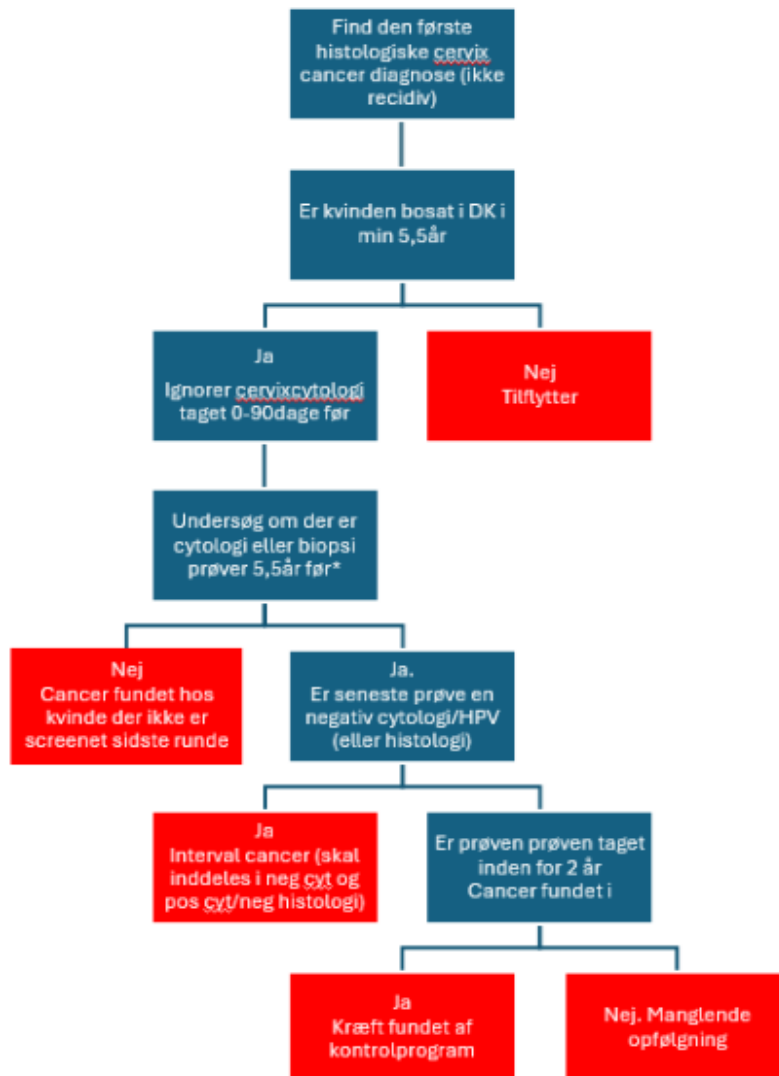 Find den første
histologiske cervix
cancer diagnose (ikke
recidiv)
Er kvinden bosat i DK i
min 5,5år
Ja
Ignorer cervixcytologi
taget 0-90dage før
Nej
Tilflytter
Undersøg om der er
cytologi eller biopsi
prøver 5,5år før*
Nej
Cancer fundet hos
kvinde der ikke er
screenet sidste runde
Ja.
Er seneste prøve en
negativ cytologi/HPV
(eller histologi)
Ja
Interval cancer (skal
inddeles i neg cyt og
pos cyt/neg histologi)
Er prøven prøven taget
inden for 2 år
Cancer fundet i
Ja
Kræft fundet af
kontrolprogram
Nej. Manglende
opfølgning